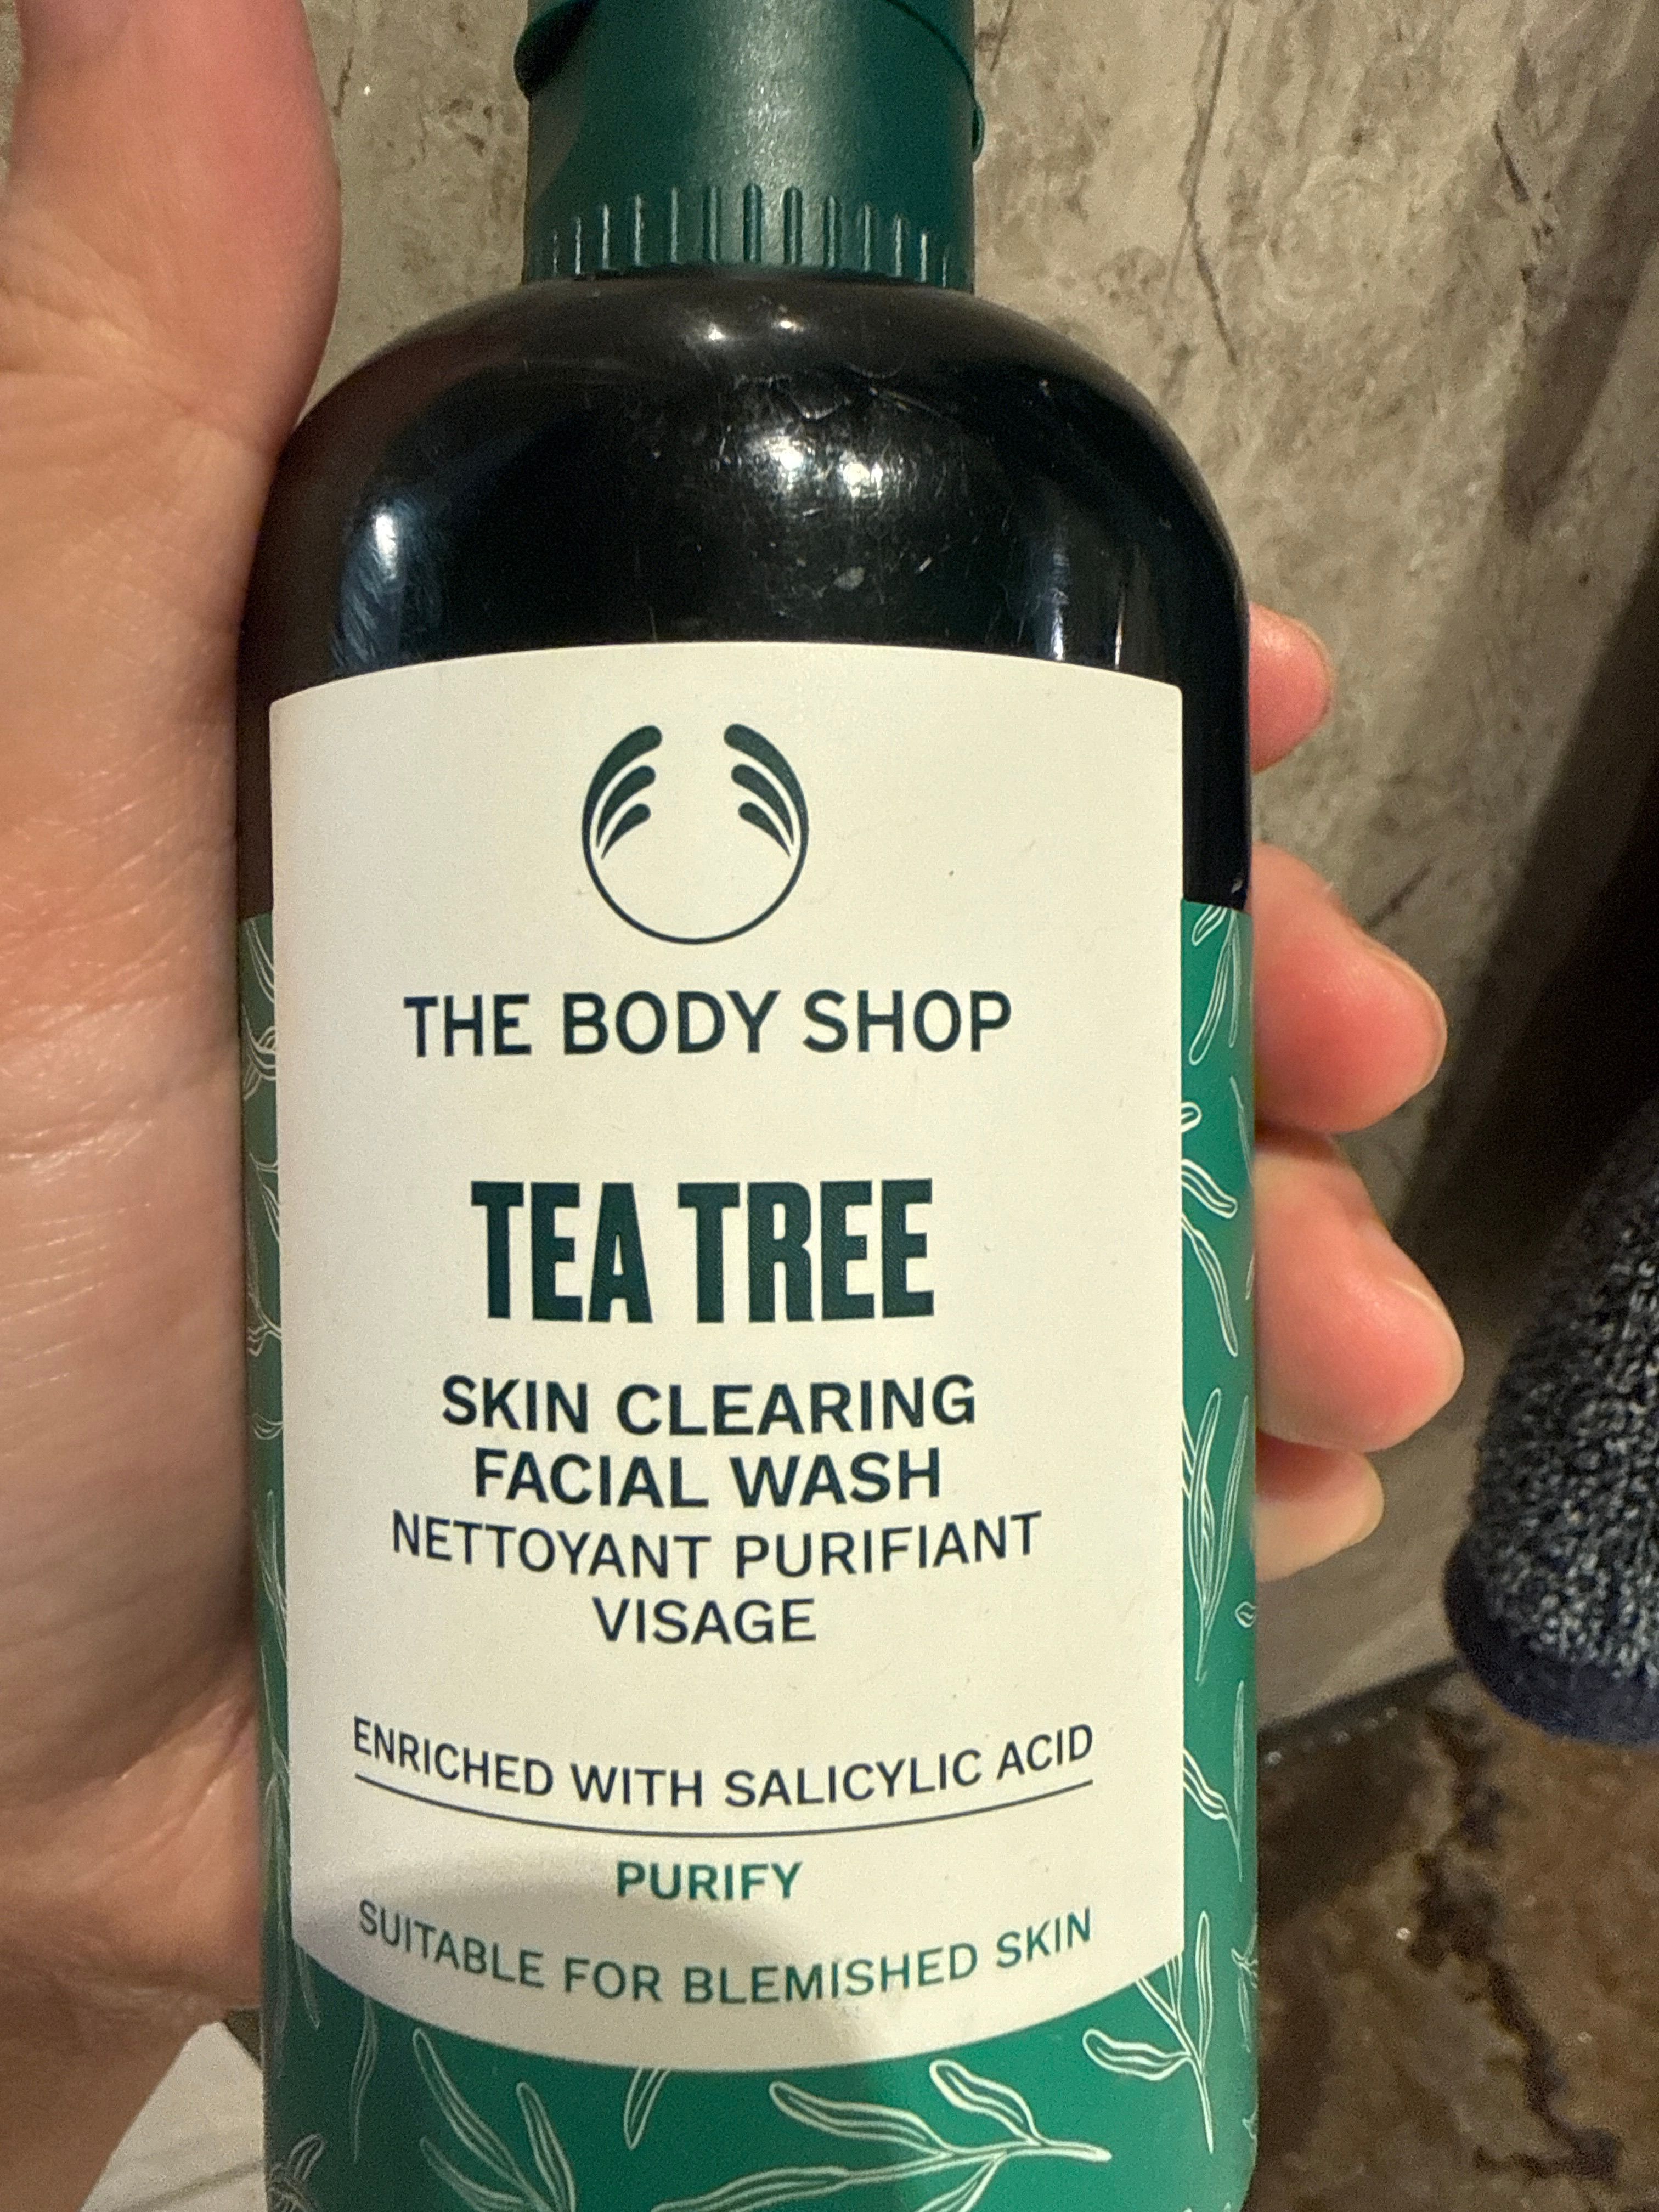 THE BODY SHOP
TEA TREE
SKIN CLEARING
FACIAL WASH
NETTOYANT PURIFIANT
VISAGE
ENRICHED WITH SALICYLIC ACID
PURIFY
SUITABLE FOR BLEMISHED SKIN